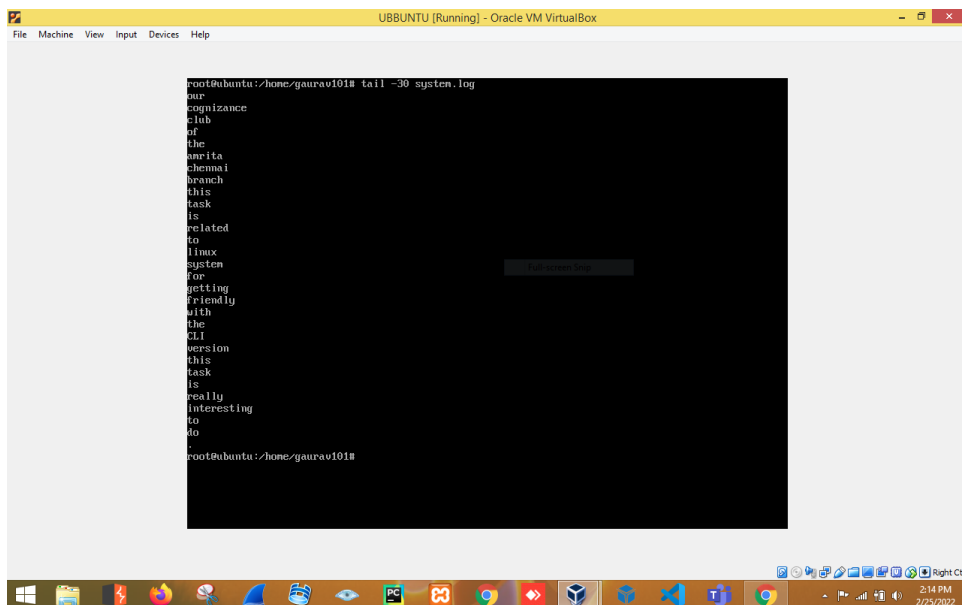 UBBUNTU [Running] - Oracle VM VirtualBox
File Machine View Input Devices Help
root@ubuntu:/home/gaurav101# tail -30 system.log
our
cognizance
club
of
the
amrita
chennai
branch
this
task
is
related
to
linux
system
for
getting
friendly
with
the
CLI
version
this
task
is
really
interesting
to
do
.
root@ubuntu:/home/gaurav101#
Full-screen Snip
Right Ct
PC
2:14 PM
2/25/2022